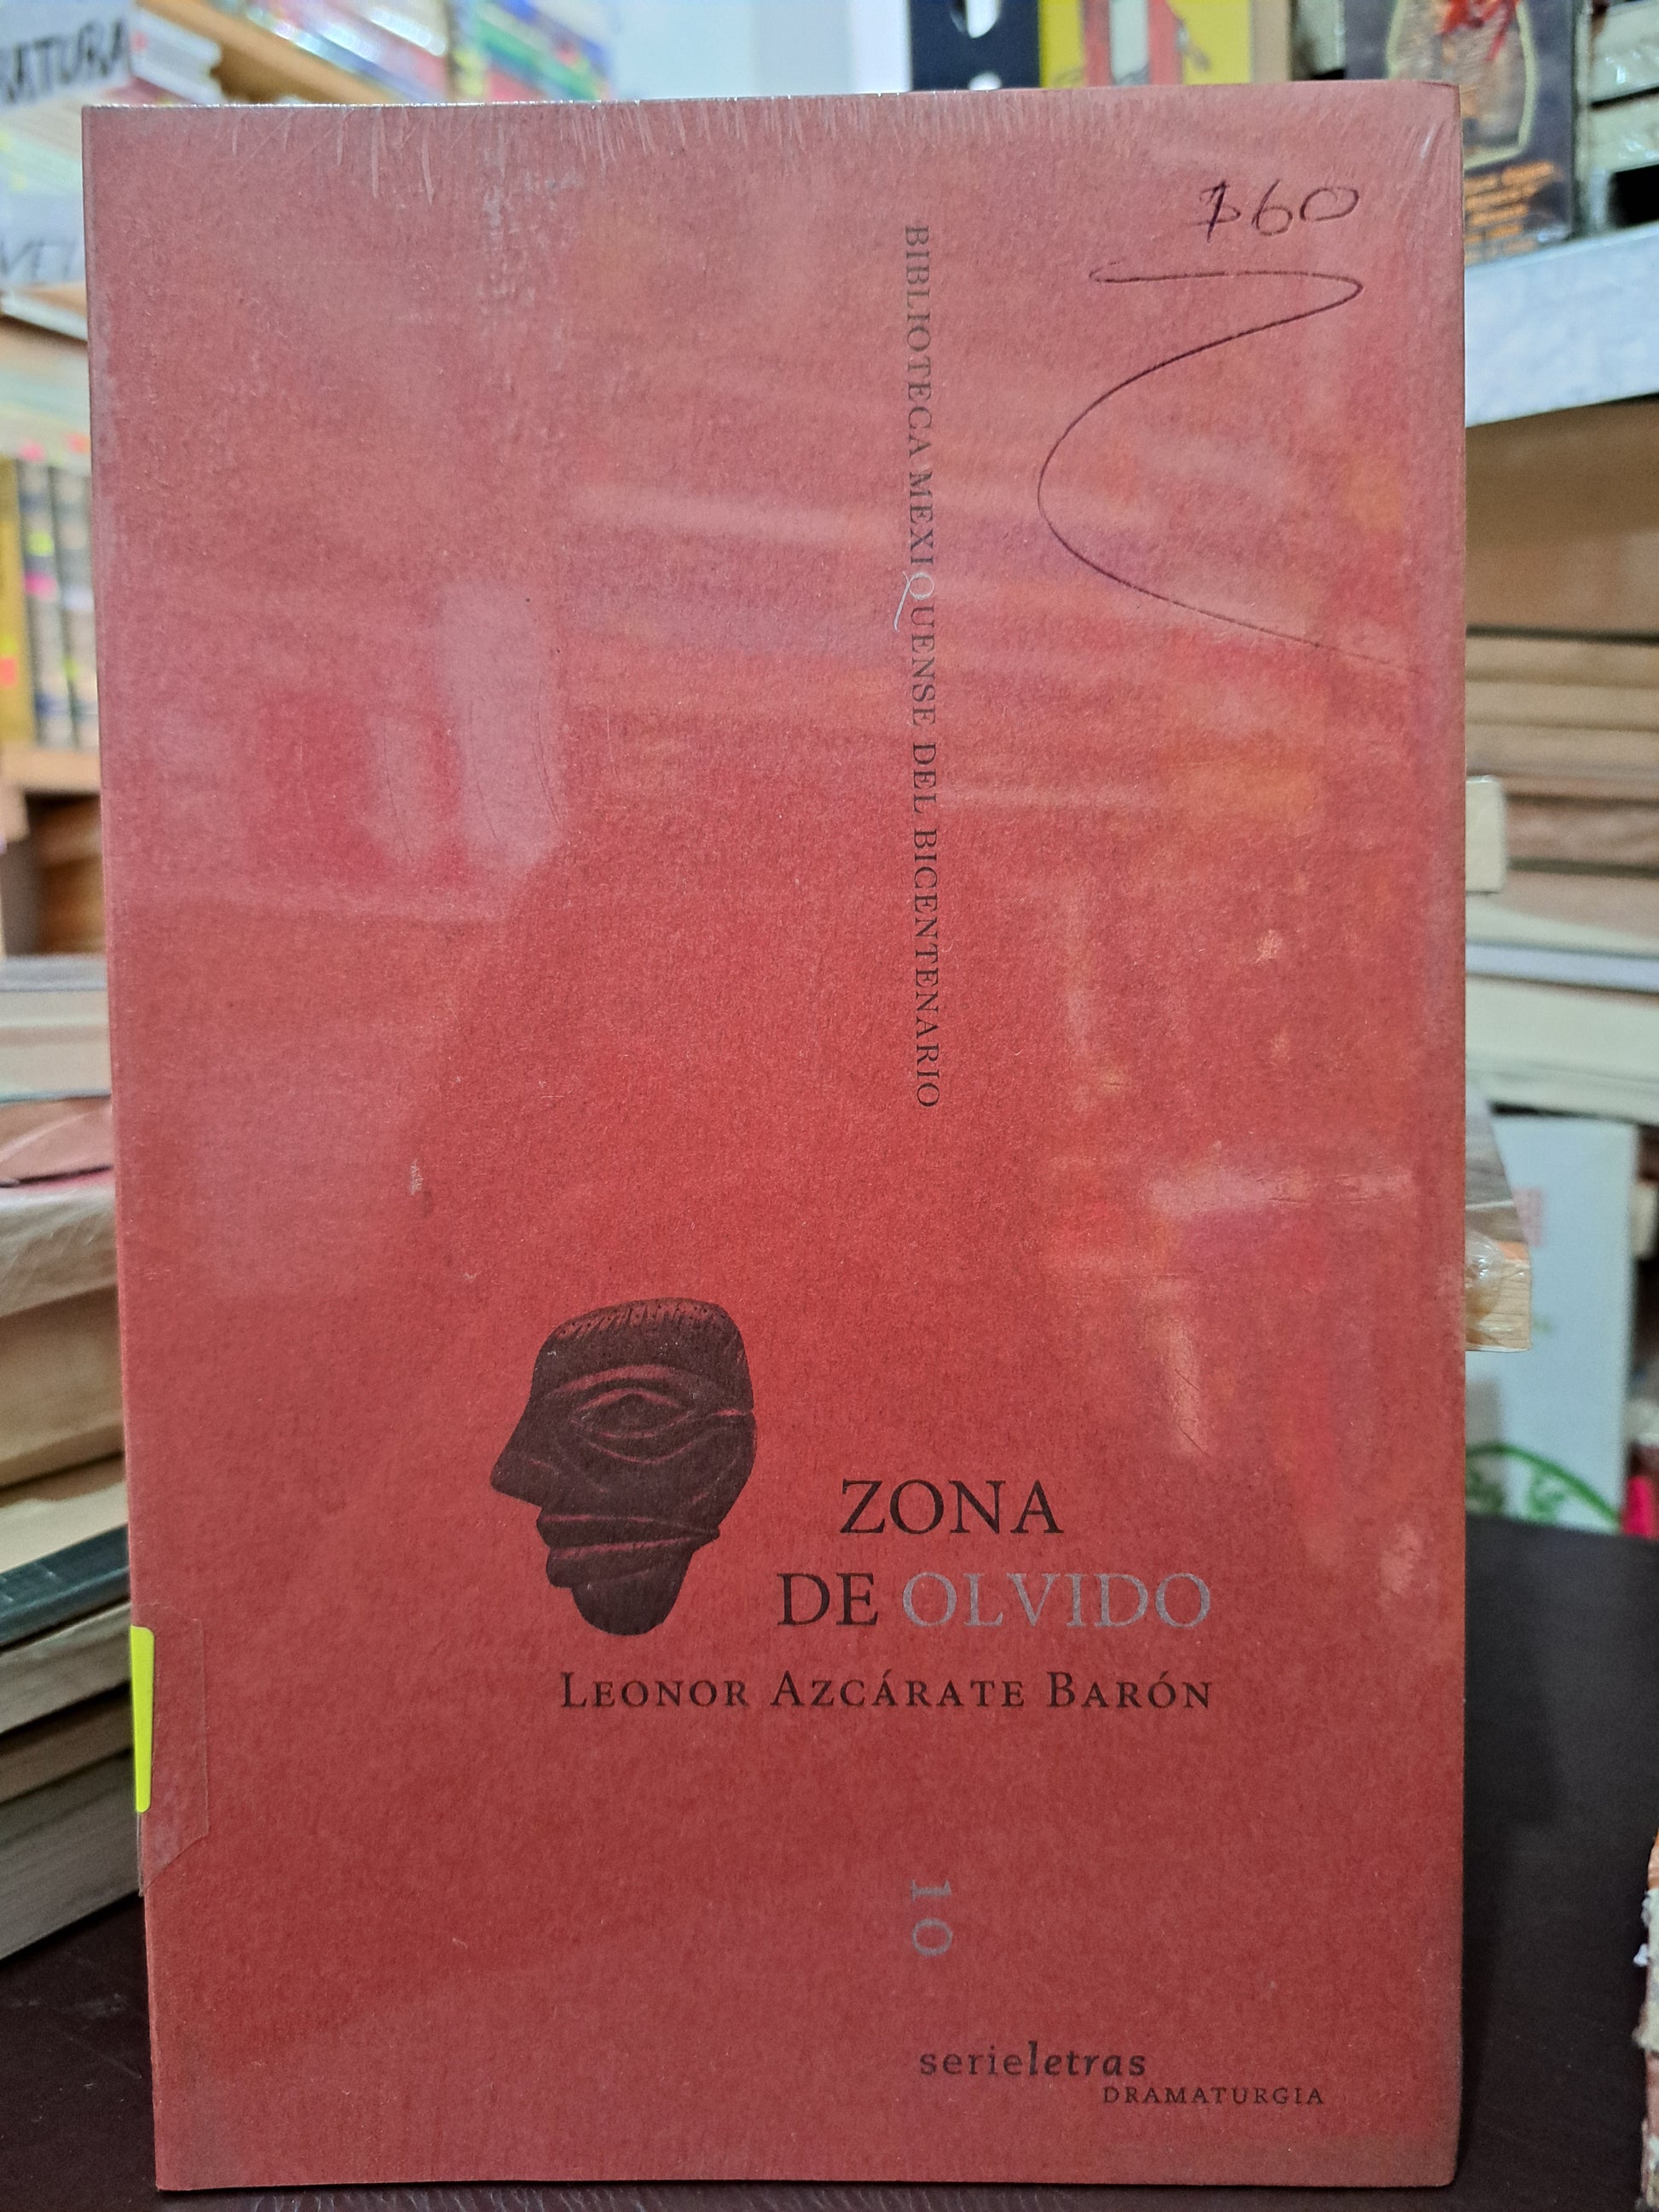 $60
BIBLIOTECA MEXIQUENSE DEL BICENTENARIO
ZONA
DE OLVIDO
LEONOR AZCÁRATE BARÓN
10
serieletras
DRAMATURGIA